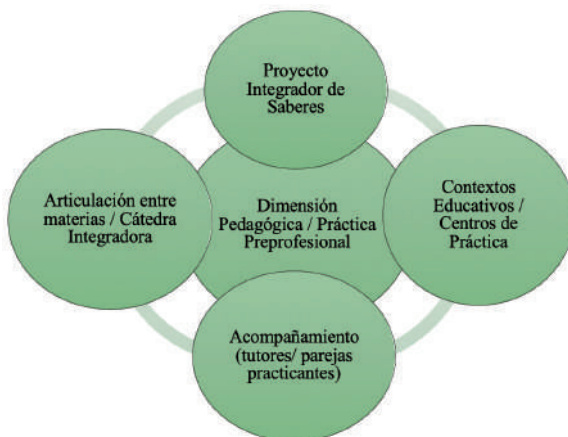 Proyecto
Integrador de
Saberes
Articulación entre
materias / Cátedra
Integradora
Dimensión
Pedagógica / Práctica
Preprofesional
Contextos
Educativos /
Centros de
Práctica
Acompañamiento
(tutores/ parejas
practicantes)